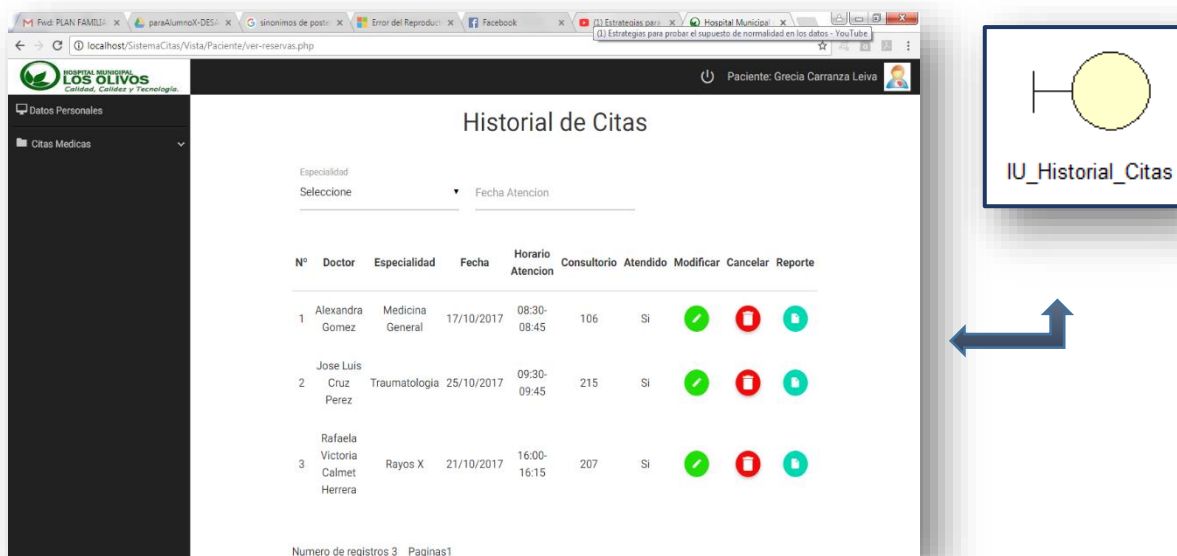 Fwd: PLAN FAMILIA
paraAlumnoX-DES
sinonimos de poste
Error del Reproduct
Facebook
(1) Estrategias para
Hospital Municipal
(1) Estrategias para probar el supuesto de normalidad en los datos - YouTube
localhost/SistemaCitas/Vista/Paciente/ver-reservas.php
HOSPITAL MUNICIPAL
LOS OLIVOS
Calidad, Calidez y Tecnología.
Paciente: Grecia Carranza Leiva
Datos Personales
Citas Medicas
Historial de Citas
Especialidad
Seleccione
Fecha Atencion
Nº Doctor Especialidad Fecha Horario Atencion Consultorio Atendido Modificar Cancelar Reporte
1 Alexandra Gomez Medicina General 17/10/2017 08:30-08:45 106 Si
2 Jose Luis Cruz Perez Traumatologia 25/10/2017 09:30-09:45 215 Si
3 Rafaela Victoria Calmet Herrera Rayos X 21/10/2017 16:00-16:15 207 Si
Numero de registros 3 Paginas1
IU_Historial_Citas